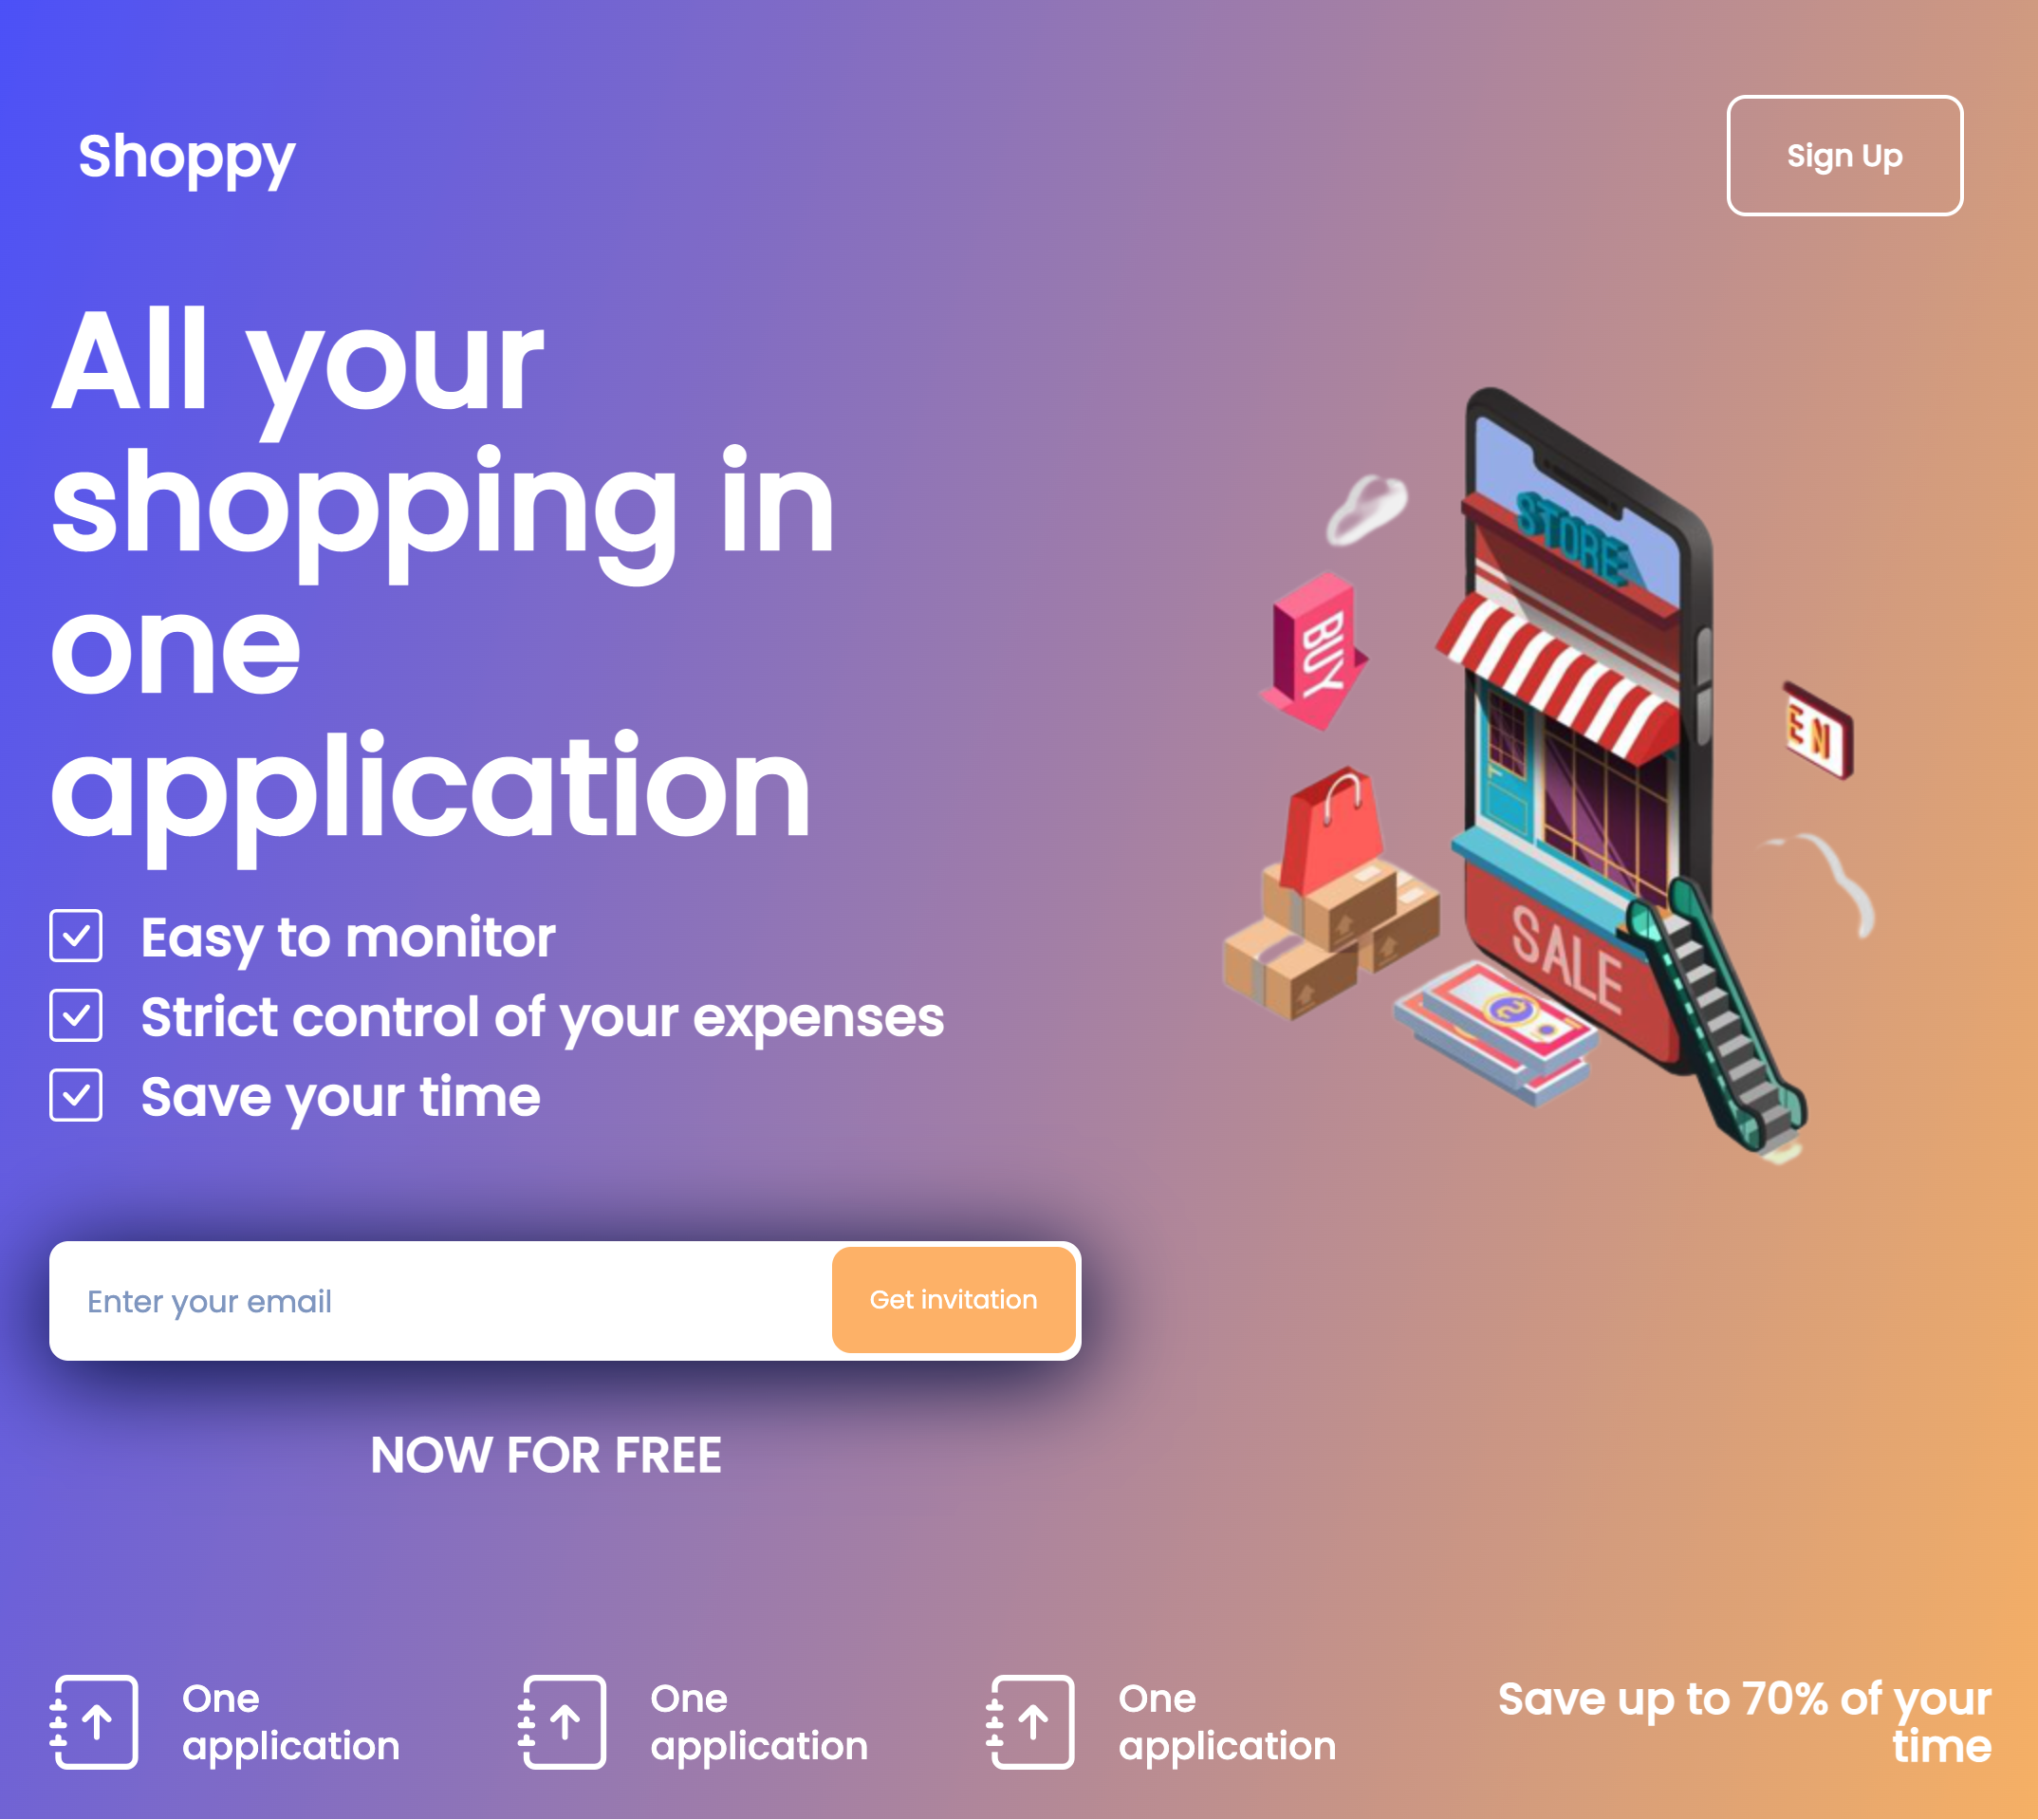 Shoppy
Sign Up
All your
shopping in
one
application
Easy to monitor
Strict control of your expenses
Save your time
Enter your email
Get invitation
NOW FOR FREE
STORE
BUY
EN
SALE
One
application
One
application
One
application
Save up to 70% of your
time